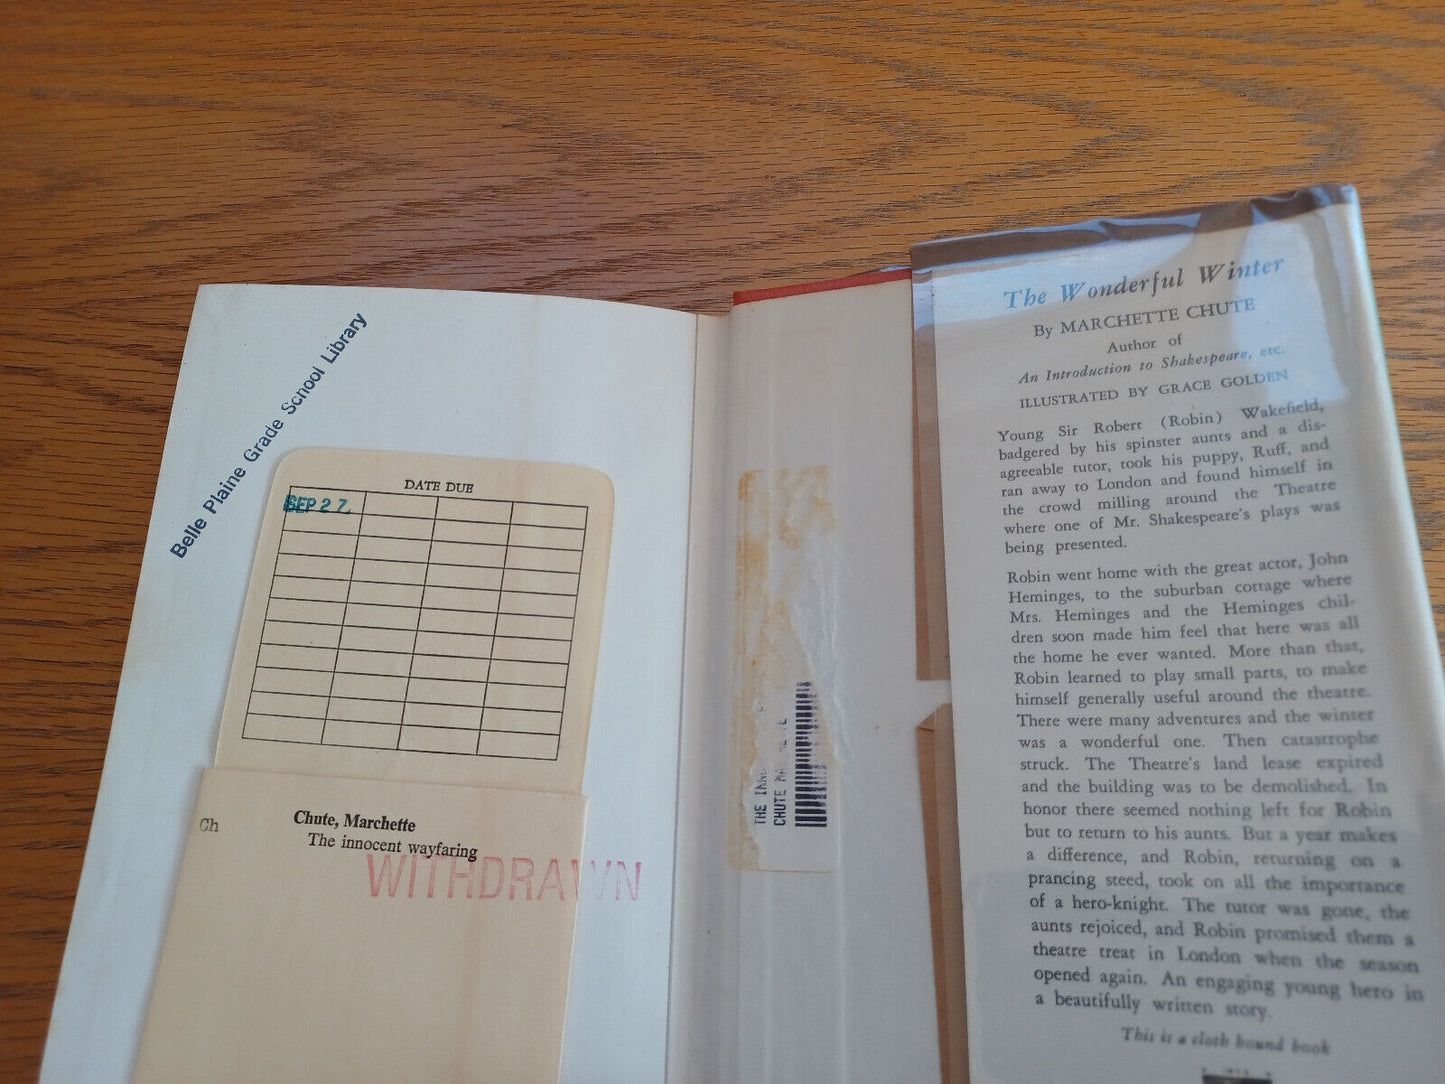 Belle Plaine Grade School Library
DATE DUE
SEP 27
Ch
Chute, Marchette
The innocent wayfaring
WITHDRAWN
THE INN
CHUTE MA
The Wonderful Winter
By MARCHETTE CHUTE
Author of
An Introduction to Shakespeare, etc.
ILLUSTRATED BY GRACE GOLDEN
Young Sir Robert (Robin) Wakefield,
badgered by his spinster aunts and a dis-
agreeable tutor, took his puppy, Ruff, and
ran away to London and found himself in
the crowd milling around the Theatre
where one of Mr. Shakespeare's plays was
being presented.
Robin went home with the great actor, John
Heminges, to the suburban cottage where
Mrs. Heminges and the Heminges chil-
dren soon made him feel that here was all
the home he ever wanted. More than that,
Robin learned to play small parts, to make
himself generally useful around the theatre.
There were many adventures and the winter
was a wonderful one. Then catastrophe
struck. The Theatre's land lease expired
and the building was to be demolished. In
honor there seemed nothing left for Robin
but to return to his aunts. But a year makes
a difference, and Robin, returning on a
prancing steed, took on all the importance
of a hero-knight. The tutor was gone, the
aunts rejoiced, and Robin promised them a
theatre treat in London when the season
opened again. An engaging young hero in
a beautifully written story.
This is a cloth bound book